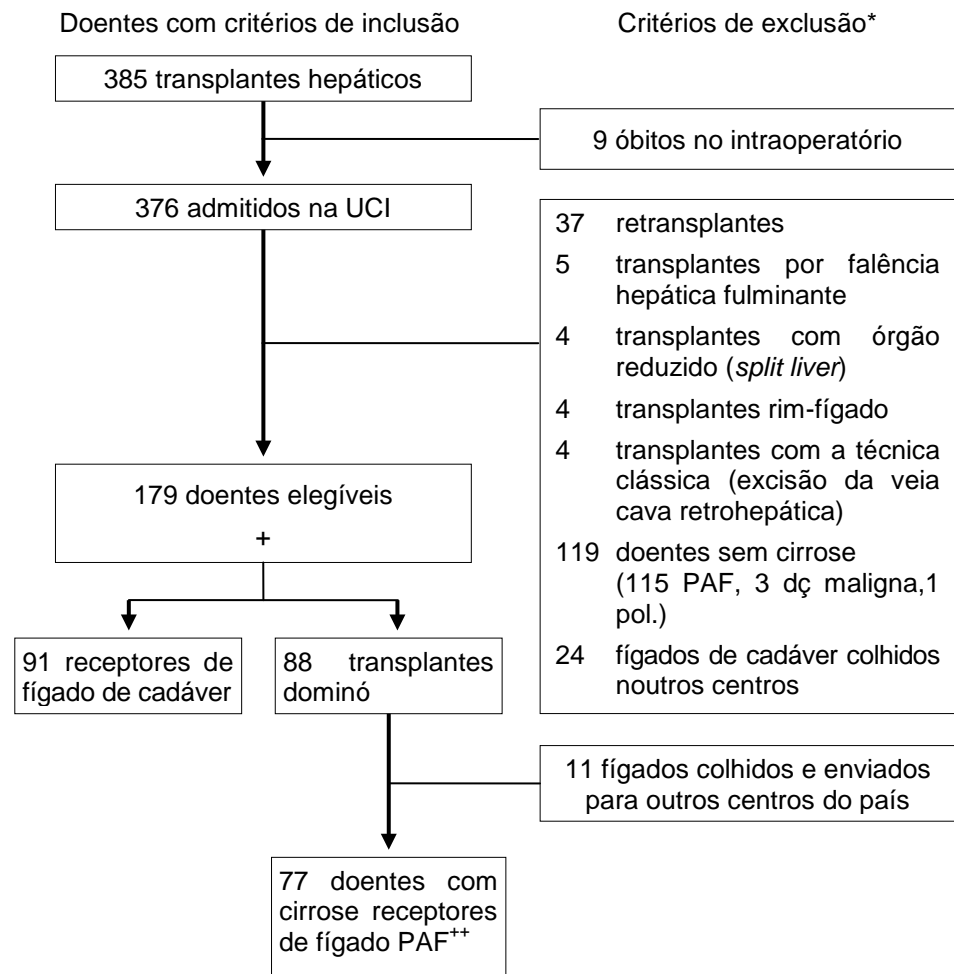 Doentes com critérios de inclusão
Critérios de exclusão*
385 transplantes hepáticos
9 óbitos no intraoperatório
376 admitidos na UCI
37 retransplantes
5 transplantes por falência
hepática fulminante
4 transplantes com órgão
reduzido (split liver)
4 transplantes rim-fígado
4 transplantes com a técnica
clássica (excisão da veia
cava retrohepática)
119 doentes sem cirrose
(115 PAF, 3 dç maligna,1
pol.)
24 fígados de cadáver colhidos
noutros centros
179 doentes elegíveis
+
91 receptores de
fígado de cadáver
88 transplantes
dominó
11 fígados colhidos e enviados
para outros centros do país
77 doentes com
cirrose receptores
de fígado PAF++